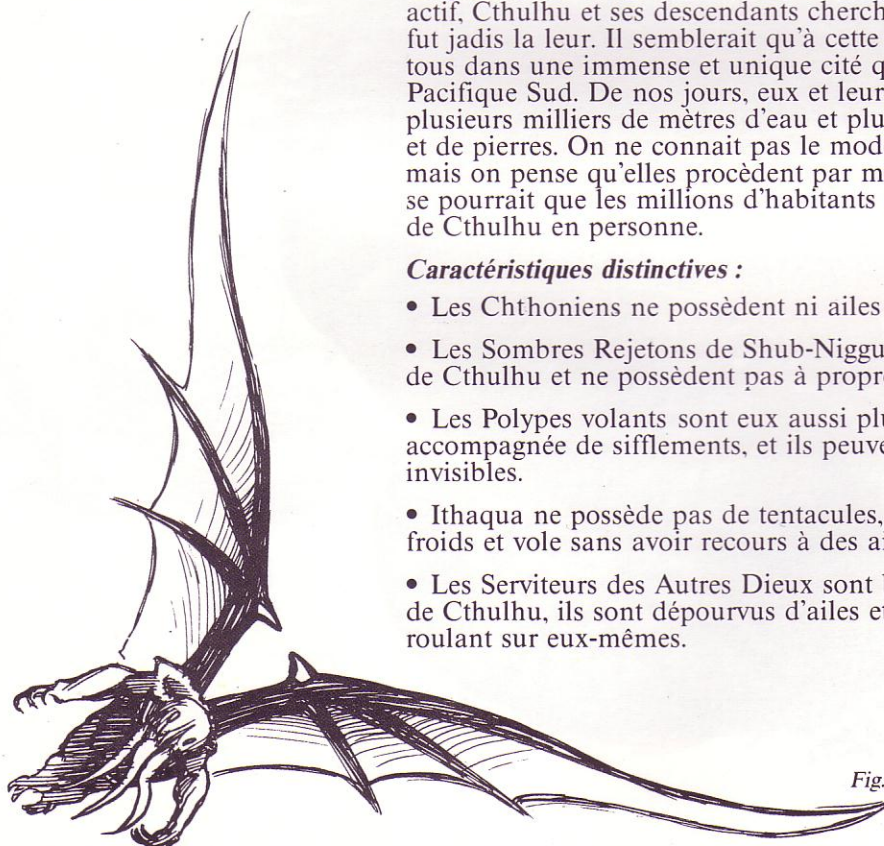 actif, Cthulhu et ses descendants cherch
fut jadis la leur. Il semblerait qu'à cette
tous dans une immense et unique cité q
Pacifique Sud. De nos jours, eux et leur
plusieurs milliers de mètres d'eau et plu
et de pierres. On ne connait pas le mod
mais on pense qu'elles procèdent par m
se pourrait que les millions d'habitants
de Cthulhu en personne.
Caractéristiques distinctives :
• Les Chthoniens ne possèdent ni ailes
• Les Sombres Rejetons de Shub-Niggu
de Cthulhu et ne possèdent pas à propr
• Les Polypes volants sont eux aussi plu
accompagnée de sifflements, et ils peuve
invisibles.
• Ithaqua ne possède pas de tentacules,
froids et vole sans avoir recours à des ai
• Les Serviteurs des Autres Dieux sont
de Cthulhu, ils sont dépourvus d'ailes e
roulant sur eux-mêmes.
Fig.